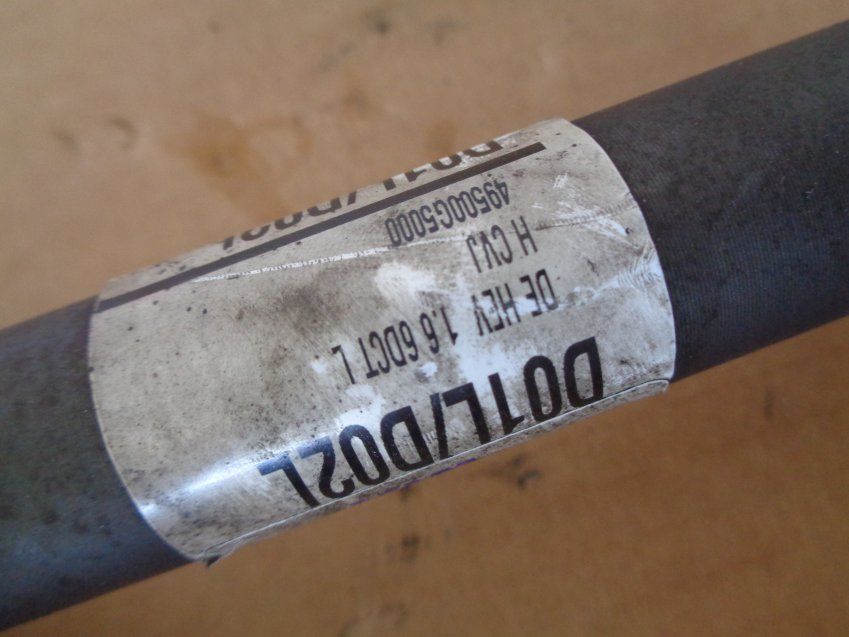 D01L/D02L
DE HEV 1.6 6DCT L
H CVJ
49500G5000
D01L/D02L